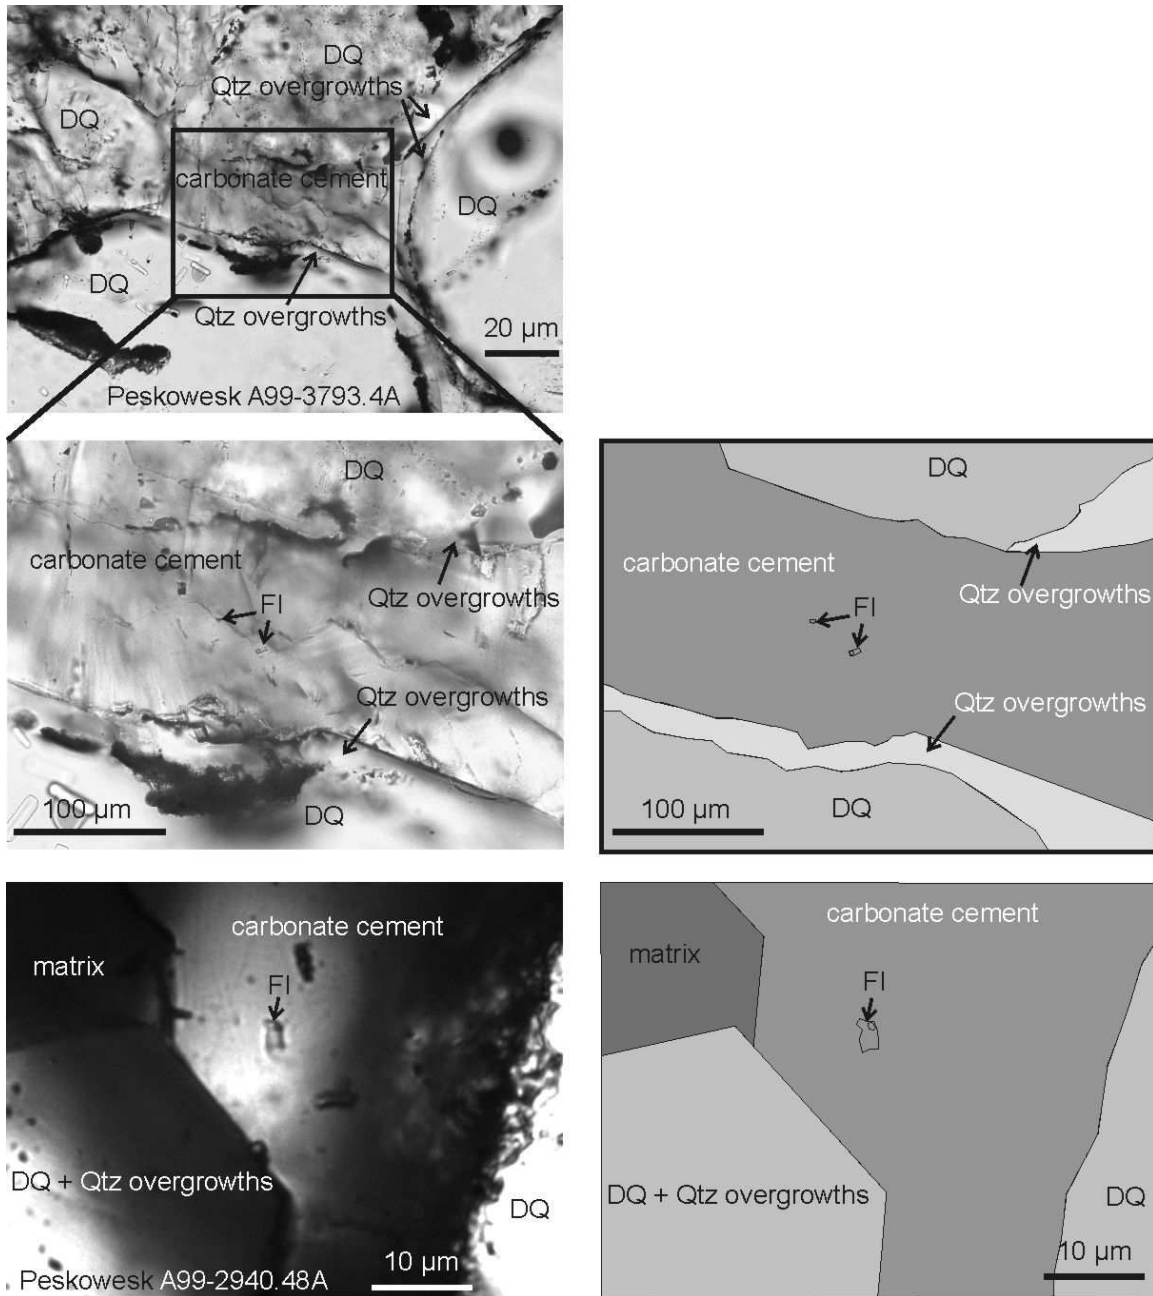 DQ
Qtz overgrowths
DQ
carbonate cement
DQ
DQ
Qtz overgrowths
20 µm
Peskowesk A99-3793.4A
DQ
carbonate cement
Qtz overgrowths
FI
Qtz overgrowths
100 µm
DQ
DQ
carbonate cement
Qtz overgrowths
FI
Qtz overgrowths
100 µm
DQ
carbonate cement
matrix
FI
DQ + Qtz overgrowths
DQ
10 µm
Peskowesk A99-2940.48A
carbonate cement
matrix
FI
DQ + Qtz overgrowths
DQ
10 µm